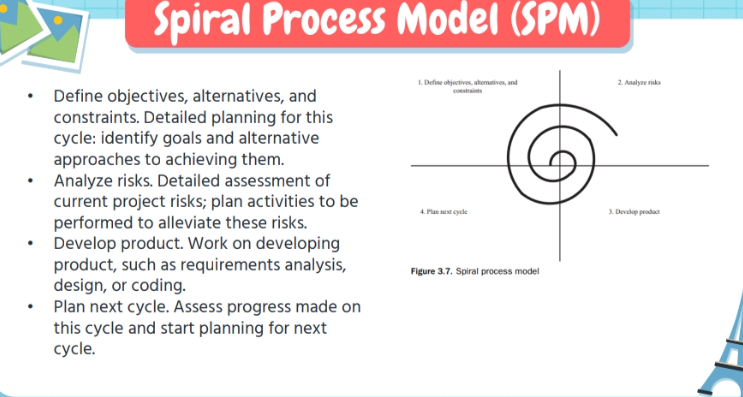 Spiral Process Model (SPM)
• Define objectives, alternatives, and
constraints. Detailed planning for this
cycle: identify goals and alternative
approaches to achieving them.
• Analyze risks. Detailed assessment of
current project risks; plan activities to be
performed to alleviate these risks.
• Develop product. Work on developing
product, such as requirements analysis,
design, or coding.
• Plan next cycle. Assess progress made on
this cycle and start planning for next
cycle.
1. Define objectives, alternatives, and
constraints
2. Analyze risks
4. Plan next cycle
3. Develop product
Figure 3.7. Spiral process model